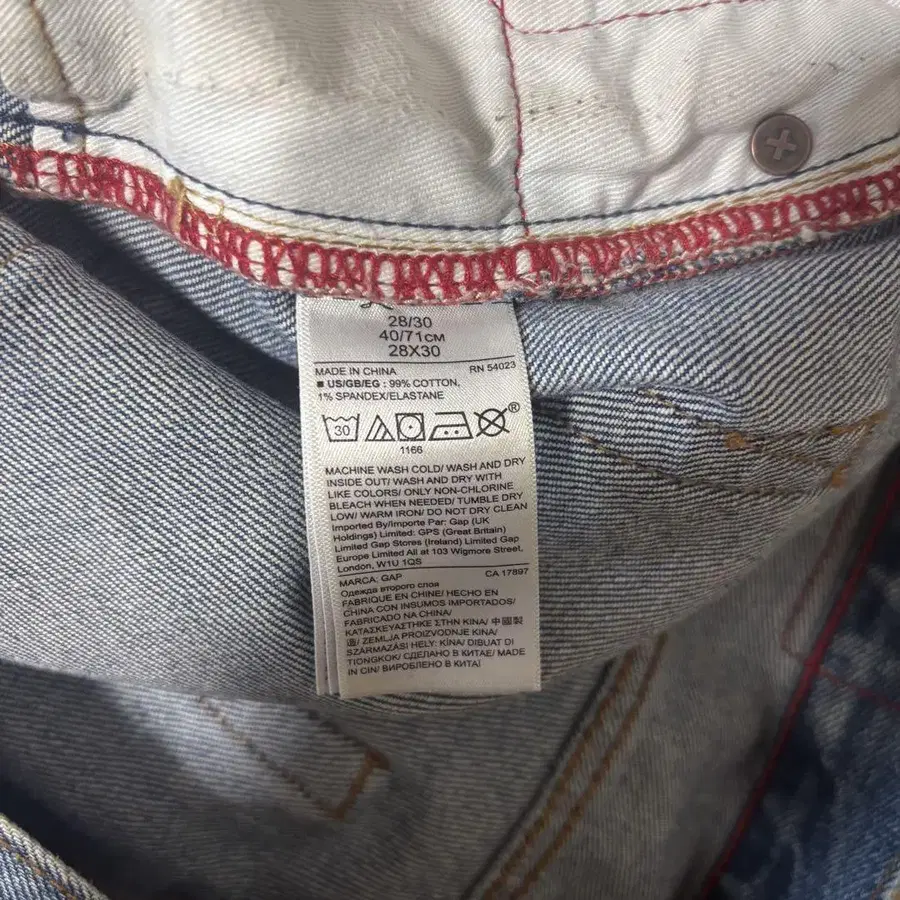 28/30
40/71CM
28X30
MADE IN CHINA RN 54023
■ US/GB/EG : 99% COTTON,
1% SPANDEX/ELASTANE
30
®
1166
MACHINE WASH COLD/ WASH AND DRY
INSIDE OUT/ WASH AND DRY WITH
LIKE COLORS/ ONLY NON-CHLORINE
BLEACH WHEN NEEDED/ TUMBLE DRY
LOW/ WARM IRON/ DO NOT DRY CLEAN
Imported By/Importe Par: Gap (UK
Holdings) Limited: GPS (Great Britain)
Limited Gap Stores (Ireland) Limited Gap
Europe Limited All at 103 Wigmore Street,
London, W1U 1QS
MARCA: GAP CA 17897
Одежда второго слоя
FABRIQUE EN CHINE/ HECHO EN
CHINA CON INSUMOS IMPORTADOS/
FABRICADO NA CHINA/
ΚΑΤΑΣΚΕΥΑΣΤΗΚΕ ΣΤΗΝ ΚΙΝΑ/ 中國製
造/ ZEMLJA PROIZVODNJE KINA/
SZÁRMAZÁSI HELY: KÍNA/ DIBUAT DI
TIONGKOK/ СДЕЛАНО В КИТАЕ/ MADE
IN CIN/ ВИРОБЛЕНО В КИТАЇ